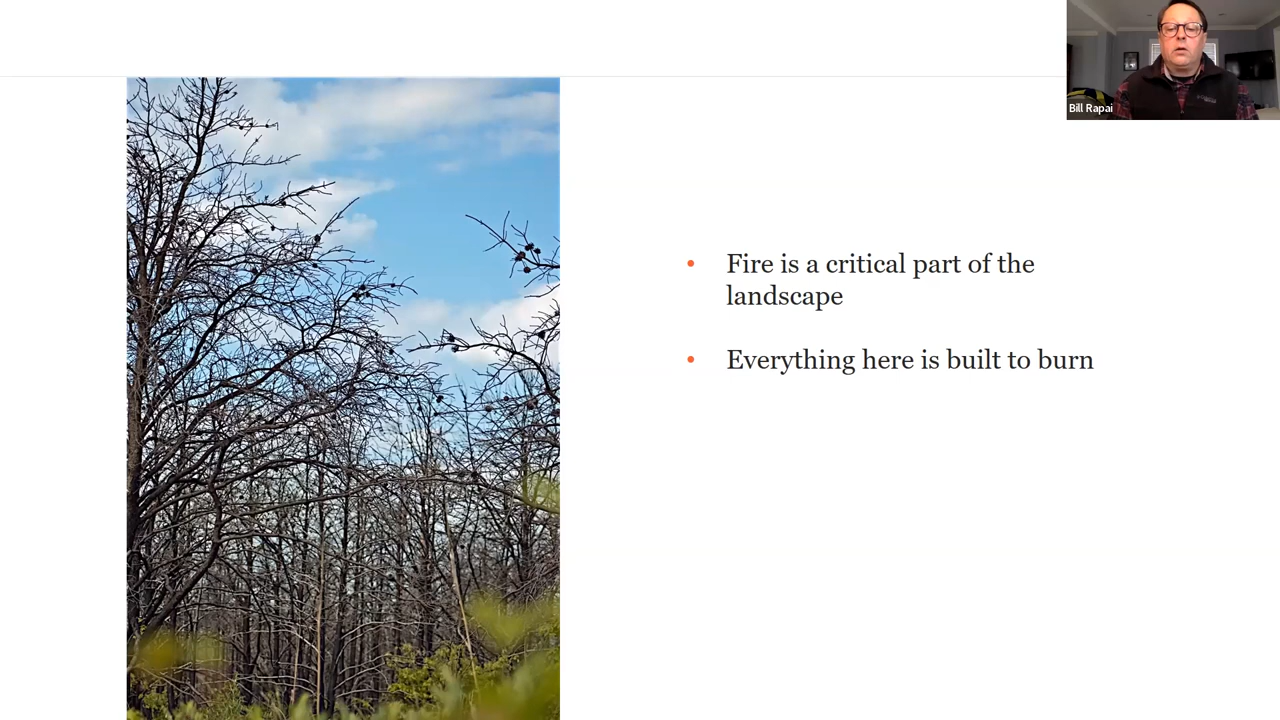 Bill Rapai
• Fire is a critical part of the
landscape
• Everything here is built to burn